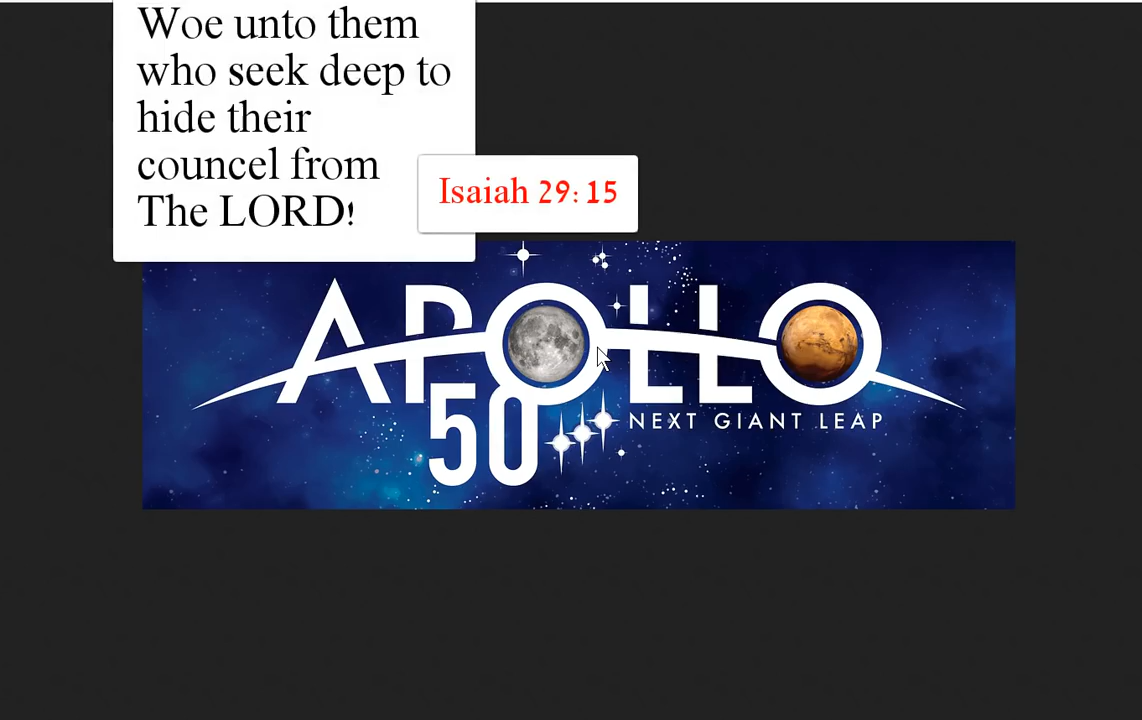 Woe unto them
who seek deep to
hide their
councel from
The LORD!
Isaiah 29:15
APOLLO
50
NEXT GIANT LEAP